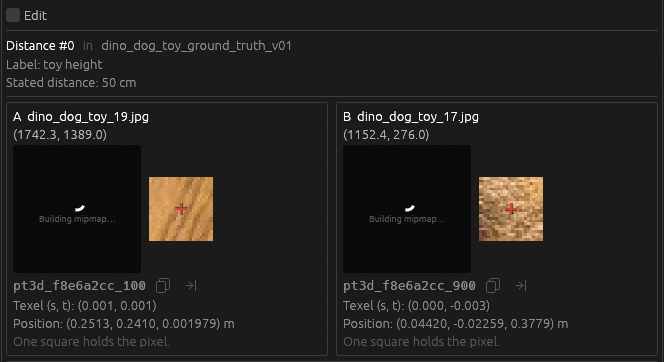 Edit
Distance #0 in dino_dog_toy_ground_truth_v01
Label: toy height
Stated distance: 50 cm
A dino_dog_toy_19.jpg
(1742.3, 1389.0)
Building mipmap...
pt3d_f8e6a2cc_100
Texel (s, t): (0.001, 0.001)
Position: (0.2513, 0.2410, 0.001979) m
One square holds the pixel.
B dino_dog_toy_17.jpg
(1152.4, 276.0)
Building mipmap...
pt3d_f8e6a2cc_900
Texel (s, t): (0.000, -0.003)
Position: (0.04420, -0.02259, 0.3779) m
One square holds the pixel.